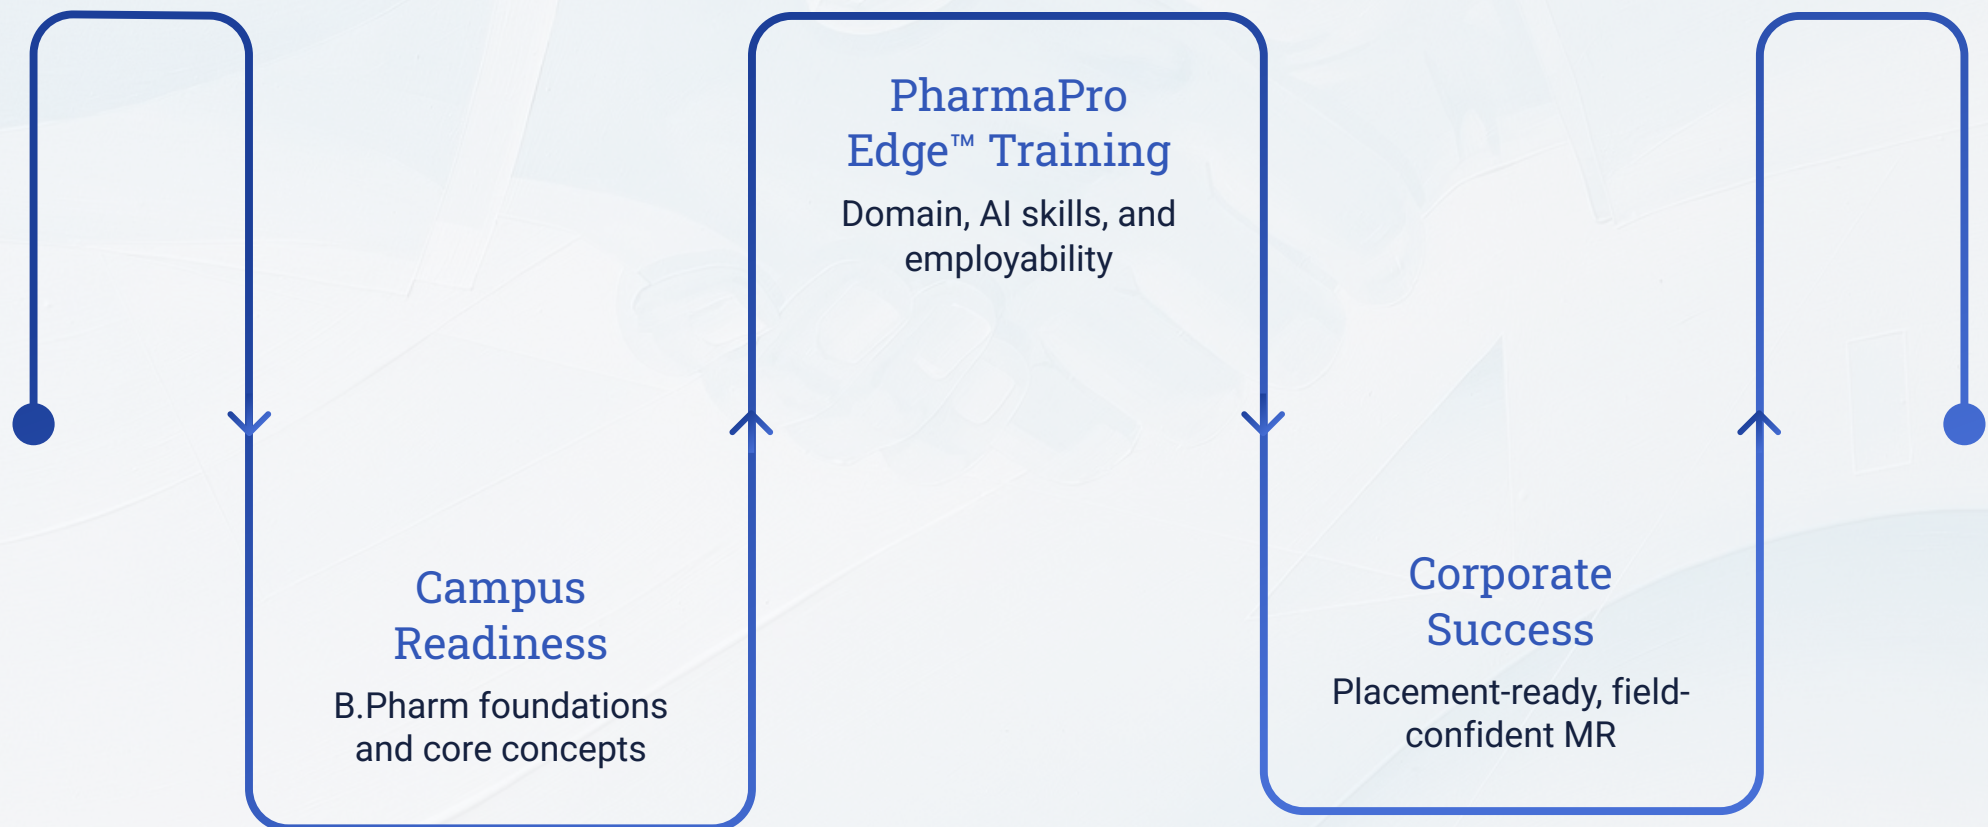 Campus
Readiness
B.Pharm foundations
and core concepts
PharmaPro
Edge™ Training
Domain, AI skills, and
employability
Corporate
Success
Placement-ready, field-
confident MR